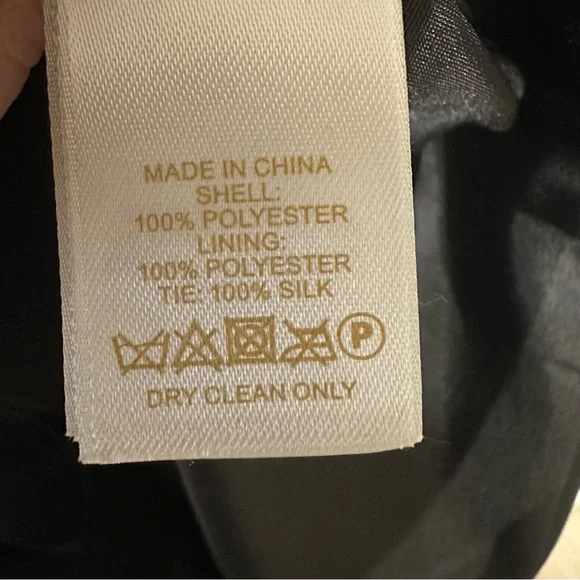 MADE IN CHINA
SHELL:
100% POLYESTER
LINING:
100% POLYESTER
TIE: 100% SILK
P
DRY CLEAN ONLY